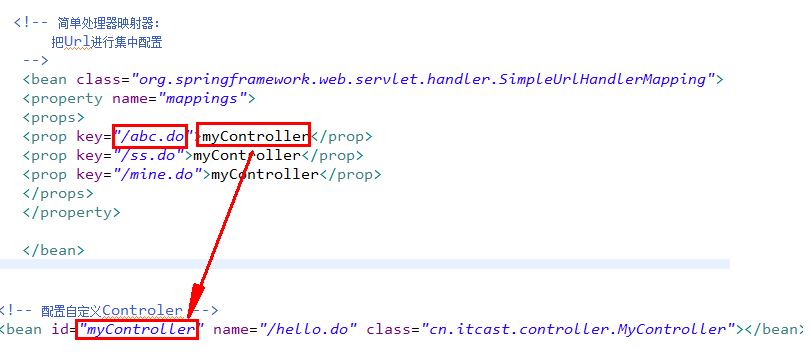 <!-- 简单处理器映射器:
把Url进行集中配置
-->
<bean class="org.springframework.web.servlet.handler.SimpleUrlHandlerMapping">
<property name="mappings">
<props>
<prop key="/abc.do">myController</prop>
<prop key="/ss.do">myController</prop>
<prop key="/mine.do">myController</prop>
</props>
</property>
</bean>
<!-- 配置自定义Controler -->
<bean id="myController" name="/hello.do" class="cn.itcast.controller.MyController"></bean>